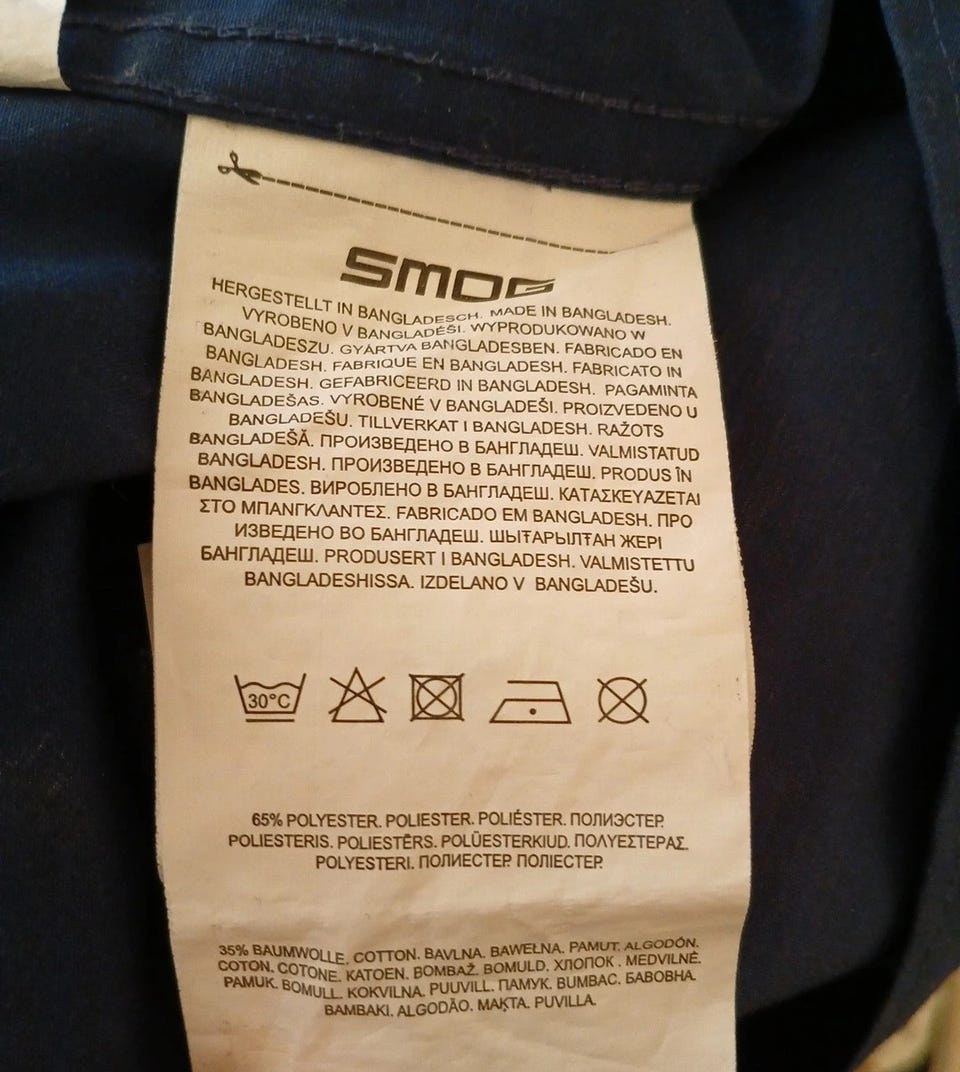 SMOG
HERGESTELLT IN BANGLADESCH. MADE IN BANGLADESH.
VYROBENO V BANGLADÉŠI. WYPRODUKOWANO W
BANGLADESZU. GYÁRTVA BANGLADESBEN. FABRICADO EN
BANGLADESH. FABRIQUE EN BANGLADESH. FABRICATO IN
BANGLADESH. GEFABRICEERD IN BANGLADESH. PAGAMINTA
BANGLADEŠAS. VYROBENÉ V BANGLADEŠI. PROIZVEDENO U
BANGLADEŠU. TILLVERKAT I BANGLADESH. RAŽOTS
BANGLADEŠĂ. ПРОИЗВЕДЕНО В БАНГЛАДЕШ. VALMISTATUD
BANGLADESH. ПРОИЗВЕДЕНО В БАНГЛАДЕШ. PRODUS ÎN
BANGLADES. ВИРОБЛЕНО В БАНГЛАДЕШ. ΚΑΤΑΣΚΕΥΑΖΕΤΑΙ
ΣΤΟ ΜΠΑΝΓΚΛΑΝΤΕΣ. FABRICADO EM BANGLADESH. ПРО
ИЗВЕДЕНО ВО БАНГЛАДЕШ. ШЫҒАРЫЛҒАН ЖЕРІ
БАНГЛАДЕШ. PRODUSERT I BANGLADESH. VALMISTETTU
BANGLADESHISSA. IZDELANO V BANGLADEŠU.
30°C
65% POLYESTER. POLIESTER. POLIÉSTER. ПОЛИЭСТЕР.
POLIESTERIS. POLIESTĒRS. POLÜESTERKIUD. ΠΟΛΥΕΣΤΕΡΑΣ.
POLYESTERI. ПОЛИЕСТЕР. ПОЛІЕСТЕР.
35% BAUMWOLLE. COTTON. BAVLNA. BAWEŁNA. PAMUT. ALGODÓN.
COTON. COTONE. KATOEN. BOMBAŽ. BOMULD. ХЛОПОК . MEDVILNĖ.
PAMUK. BOMULL. KOKVILNA. PUUVILL. ПАМУК. BUMBAC. БАВОВНА.
BAMBAKI. ALGODÃO. МАҚТА. PUVILLA.